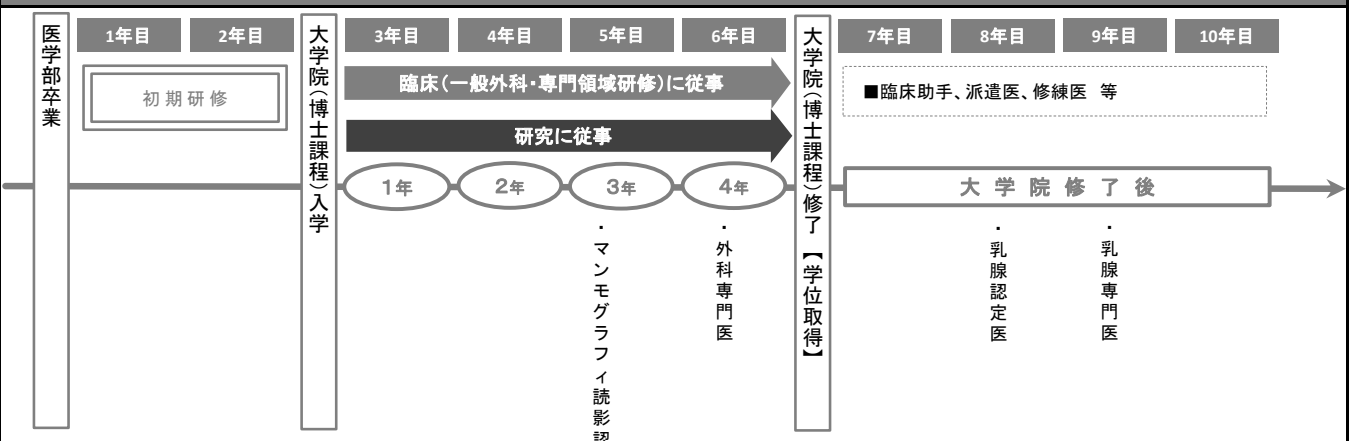 医学部卒業
1年目
2年目
初期研修
大学院(博士課程)入学
3年目
4年目
5年目
6年目
臨床(一般外科・専門領域研修)に従事
研究に従事
1年
2年
3年
4年
・マンモグラフィ読影認
・外科専門医
大学院(博士課程)修了【学位取得】
7年目
8年目
9年目
10年目
■臨床助手、派遣医、修練医 等
大学院修了後
・乳腺認定医
・乳腺専門医